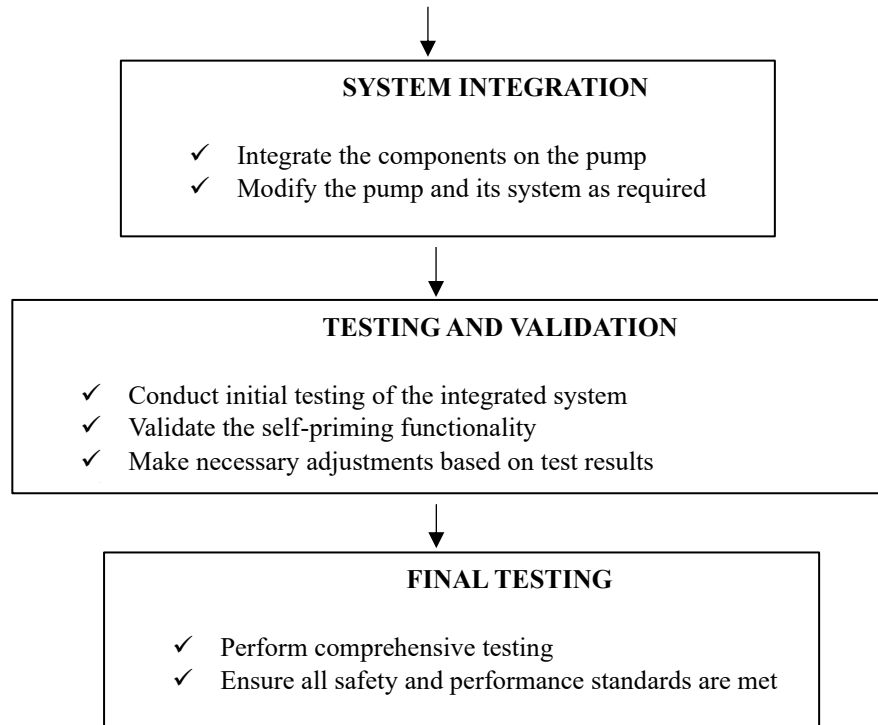 SYSTEM INTEGRATION
✓ Integrate the components on the pump
✓ Modify the pump and its system as required
TESTING AND VALIDATION
✓ Conduct initial testing of the integrated system
✓ Validate the self-priming functionality
✓ Make necessary adjustments based on test results
FINAL TESTING
✓ Perform comprehensive testing
✓ Ensure all safety and performance standards are met